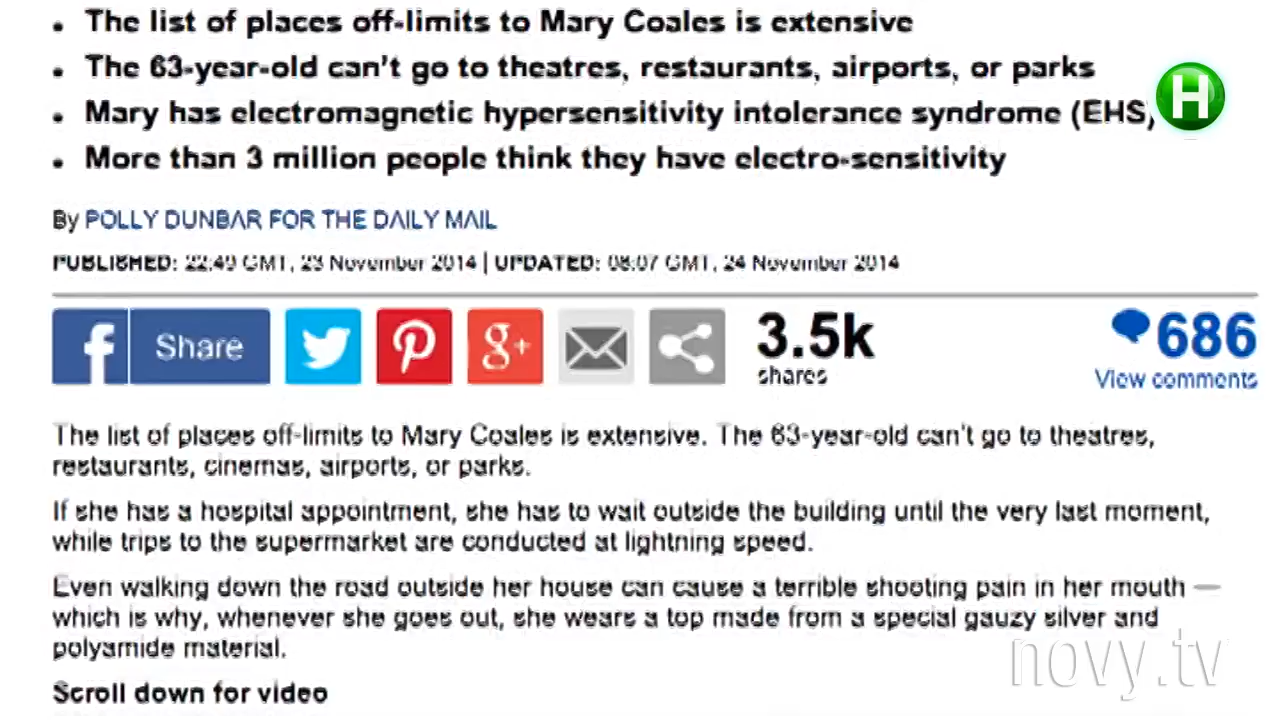 • The list of places off-limits to Mary Coales is extensive
• The 63-year-old can't go to theatres, restaurants, airports, or parks
• Mary has electromagnetic hypersensitivity intolerance syndrome (EHS)
• More than 3 million people think they have electro-sensitivity
H
By POLLY DUNBAR FOR THE DAILY MAIL
PUBLISHED: 22:49 GMT, 23 November 2014 | UPDATED: 08:07 GMT, 24 November 2014
f Share
g+
3.5k
shares
686
View comments
The list of places off-limits to Mary Coales is extensive. The 63-year-old can't go to theatres,
restaurants, cinemas, airports, or parks.
If she has a hospital appointment, she has to wait outside the building until the very last moment,
while trips to the supermarket are conducted at lightning speed.
Even walking down the road outside her house can cause a terrible shooting pain in her mouth —
which is why, whenever she goes out, she wears a top made from a special gauzy silver and
polyamide material.
novy.tv
Scroll down for video